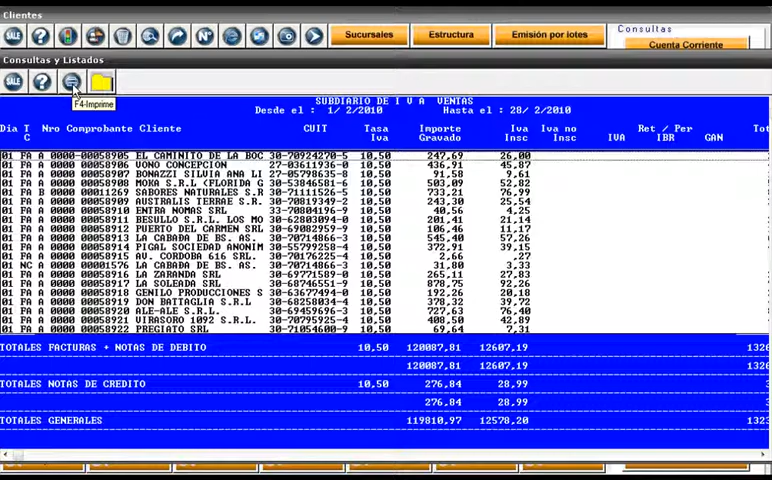 Clientes
SALE ? N° Sucursales Estructura Emisión por lotes Consultas
Cuenta Corriente
Consultas y Listados
SALE ?
F4-Imprime
SUBDIARIO DE I V A VENTAS
Desde el : 1/ 2/2010 Hasta el : 28/ 2/2010
Dia T Nro Comprobante Cliente CUIT Tasa Importe Iva Iva no Ret / Per Tot
C Iva Gravado Insc Insc IVA IBR GAN
01 FA A 0000-00058905 EL CAMINITO DE LA BOC 30-70924270-5 10,50 247,69 26,00
01 FA A 0000 00058906 VONO CONCEPCION 27-03611936-0 10,50 436,91 45,87
01 FA A 0000 00058907 BONAZZI SILVIA ANA LI 27-05798635-8 10,50 91,58 9,61
01 FA A 0000 00058908 MOKA S.R.L (FLORIDA G 30-53846581-6 10,50 503,09 52,82
01 FA B 0000 00011269 SABORES NATURALES S.R 30-71111526-5 10,50 733,21 76,99
01 FA A 0000 00058909 AUSTRALIS TERRAE S.R. 30-70819349-2 10,50 243,30 25,54
01 FA A 0000 00058910 ENTRA NOMAS SRL 33-70804196-9 10,50 40,56 4,25
01 FA A 0000 00058911 BESULLO S.R.L. LOS MO 30-62803094-0 10,50 201,41 21,14
01 FA A 0000 00058912 PUERTO DEL CARMEN SRL 30-69082959-9 10,50 106,46 11,17
01 FA A 0000 00058913 LA CABADA DE BS. AS. 30-70714866-3 10,50 545,40 57,26
01 FA A 0000 00058914 PIGAL SOCIEDAD ANONIM 30-55799258-4 10,50 372,91 39,15
01 FA A 0000 00058915 AV. CORDOBA 616 SRL 30-70176225-4 10,50 2,66 ,27
01 NC A 0000 00001576 LA CABADA DE BS. AS. 30-70714866-3 10,50 31,80 3,33
01 FA A 0000 00058916 LA ZARANDA SRL 30-69771589-0 10,50 265,11 27,83
01 FA A 0000 00058917 LA SOLEADA SRL 30-68746551-9 10,50 878,75 92,26
01 FA A 0000 00058918 GENILO PRODUCCIONES S 30-63677494-0 10,50 192,26 20,18
01 FA A 0000 00058919 DON BATTAGLIA S.R.L 30-68258034-4 10,50 378,32 39,72
01 FA A 0000 00058920 ALE-ALE S.R.L. 30-69459696-3 10,50 727,63 76,40
01 FA A 0000 00058921 VIRASORO 1092 S.R.L. 30-70795925-4 10,50 408,50 42,89
01 FA A 0000 00058922 PREGIATO SRL 30-71054600-9 10,50 69,64 7,31
TOTALES FACTURAS + NOTAS DE DEBITO 10,50 120087,81 12607,19 1326
120087,81 12607,19 1326
TOTALES NOTAS DE CREDITO 10,50 276,84 28,99
276,84 28,99
TOTALES GENERALES 119810,97 12578,20 1323